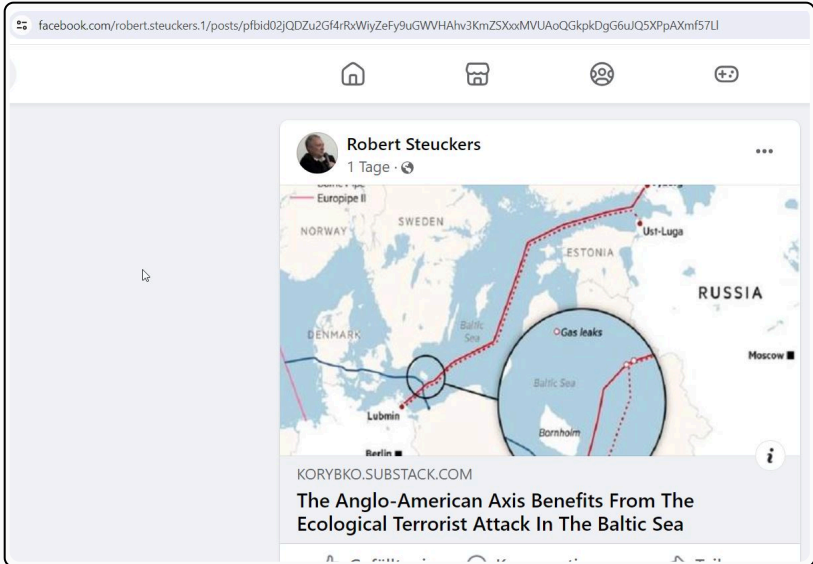 facebook.com/robert.steuckers.1/posts/pfbid02jQDZu2Gf4rRxWiyZeFy9uGWVHAhv3KmZSXxxMVUAoQGkpkDgG6uJQ5XPpAXmf57Ll
Robert Steuckers
1 Tage ·
Europipe II
NORWAY
SWEDEN
Ust-Luga
ESTONIA
RUSSIA
DENMARK
Baltic
Sea
Gas leaks
Moscow
Baltic Sea
Lubmin
Bornholm
Berlin
i
KORYBKO.SUBSTACK.COM
The Anglo-American Axis Benefits From The
Ecological Terrorist Attack In The Baltic Sea